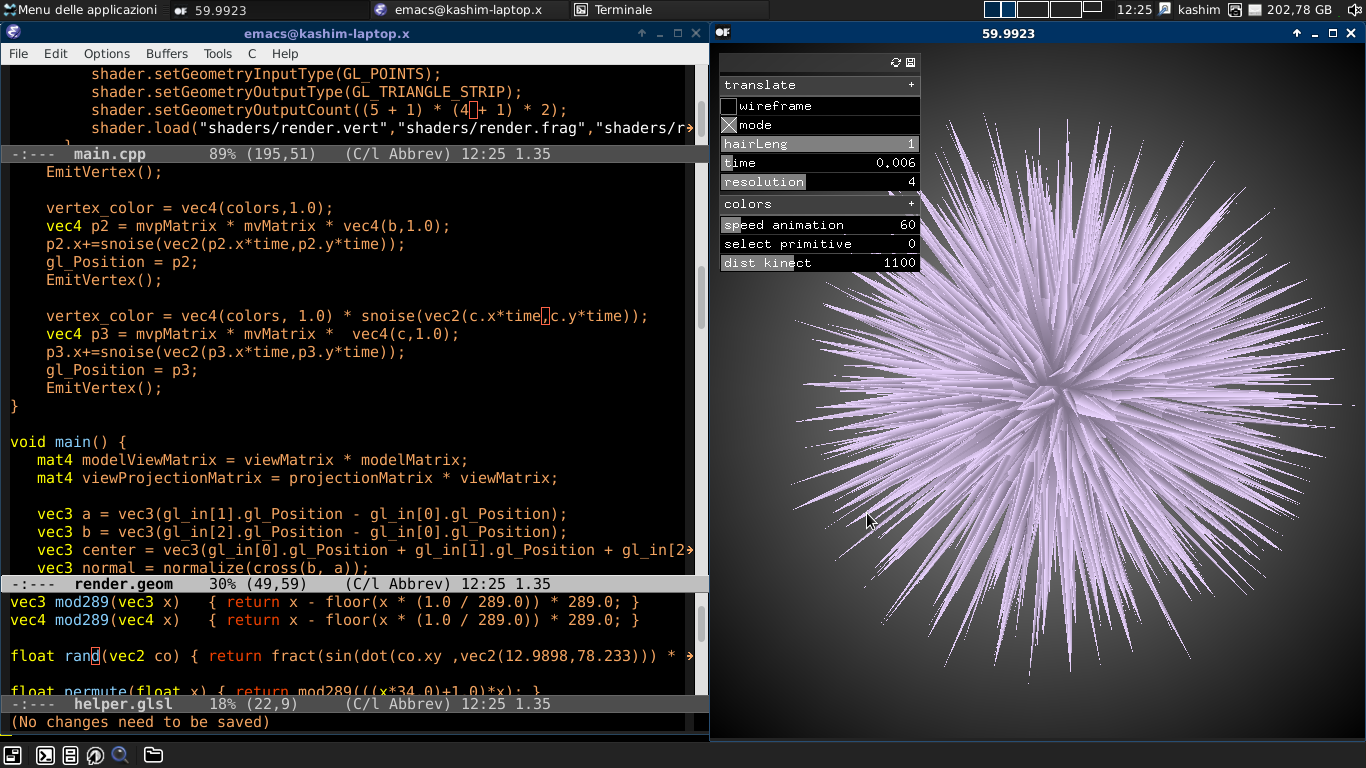 Menu delle applicazioni
OF 59.9923
emacs@kashim-laptop.x
Terminale
12:25
kashim
202,78 GB
emacs@kashim-laptop.x
File Edit Options Buffers Tools C Help
shader.setGeometryInputType(GL_POINTS);
shader.setGeometryOutputType(GL_TRIANGLE_STRIP);
shader.setGeometryOutputCount((5 + 1) * (4 + 1) * 2);
shader.load("shaders/render.vert","shaders/render.frag","shaders/r
-:--- main.cpp 89% (195,51) (C/l Abbrev) 12:25 1.35
EmitVertex();
vertex_color = vec4(colors,1.0);
vec4 p2 = mvpMatrix * mvMatrix * vec4(b,1.0);
p2.x+=snoise(vec2(p2.x*time,p2.y*time));
gl_Position = p2;
EmitVertex();
vertex_color = vec4(colors, 1.0) * snoise(vec2(c.x*time,c.y*time));
vec4 p3 = mvpMatrix * mvMatrix *  vec4(c,1.0);
p3.x+=snoise(vec2(p3.x*time,p3.y*time));
gl_Position = p3;
EmitVertex();
}
void main() {
mat4 modelViewMatrix = viewMatrix * modelMatrix;
mat4 viewProjectionMatrix = projectionMatrix * viewMatrix;
vec3 a = vec3(gl_in[1].gl_Position - gl_in[0].gl_Position);
vec3 b = vec3(gl_in[2].gl_Position - gl_in[0].gl_Position);
vec3 center = vec3(gl_in[0].gl_Position + gl_in[1].gl_Position + gl_in[2
vec3 normal = normalize(cross(b, a));
-:--- render.geom 30% (49,59) (C/l Abbrev) 12:25 1.35
vec3 mod289(vec3 x)   { return x - floor(x * (1.0 / 289.0)) * 289.0; }
vec4 mod289(vec4 x)   { return x - floor(x * (1.0 / 289.0)) * 289.0; }
float rand(vec2 co) { return fract(sin(dot(co.xy ,vec2(12.9898,78.233))) *
float permute(float x) { return mod289(((x*34.0)+1.0)*x); }
-:--- helper.glsl 18% (22,9) (C/l Abbrev) 12:25 1.35
(No changes need to be saved)
OF 59.9923
translate +
wireframe
mode
hairLeng 1
time 0.006
resolution 4
colors +
speed animation 60
select primitive 0
dist kinect 1100